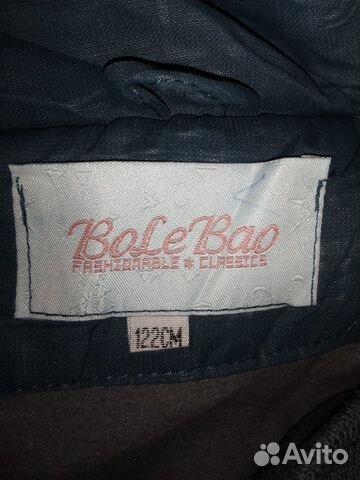 BoLeBao
FASHIONABLE ★ CLASSICS
122CM
Avito